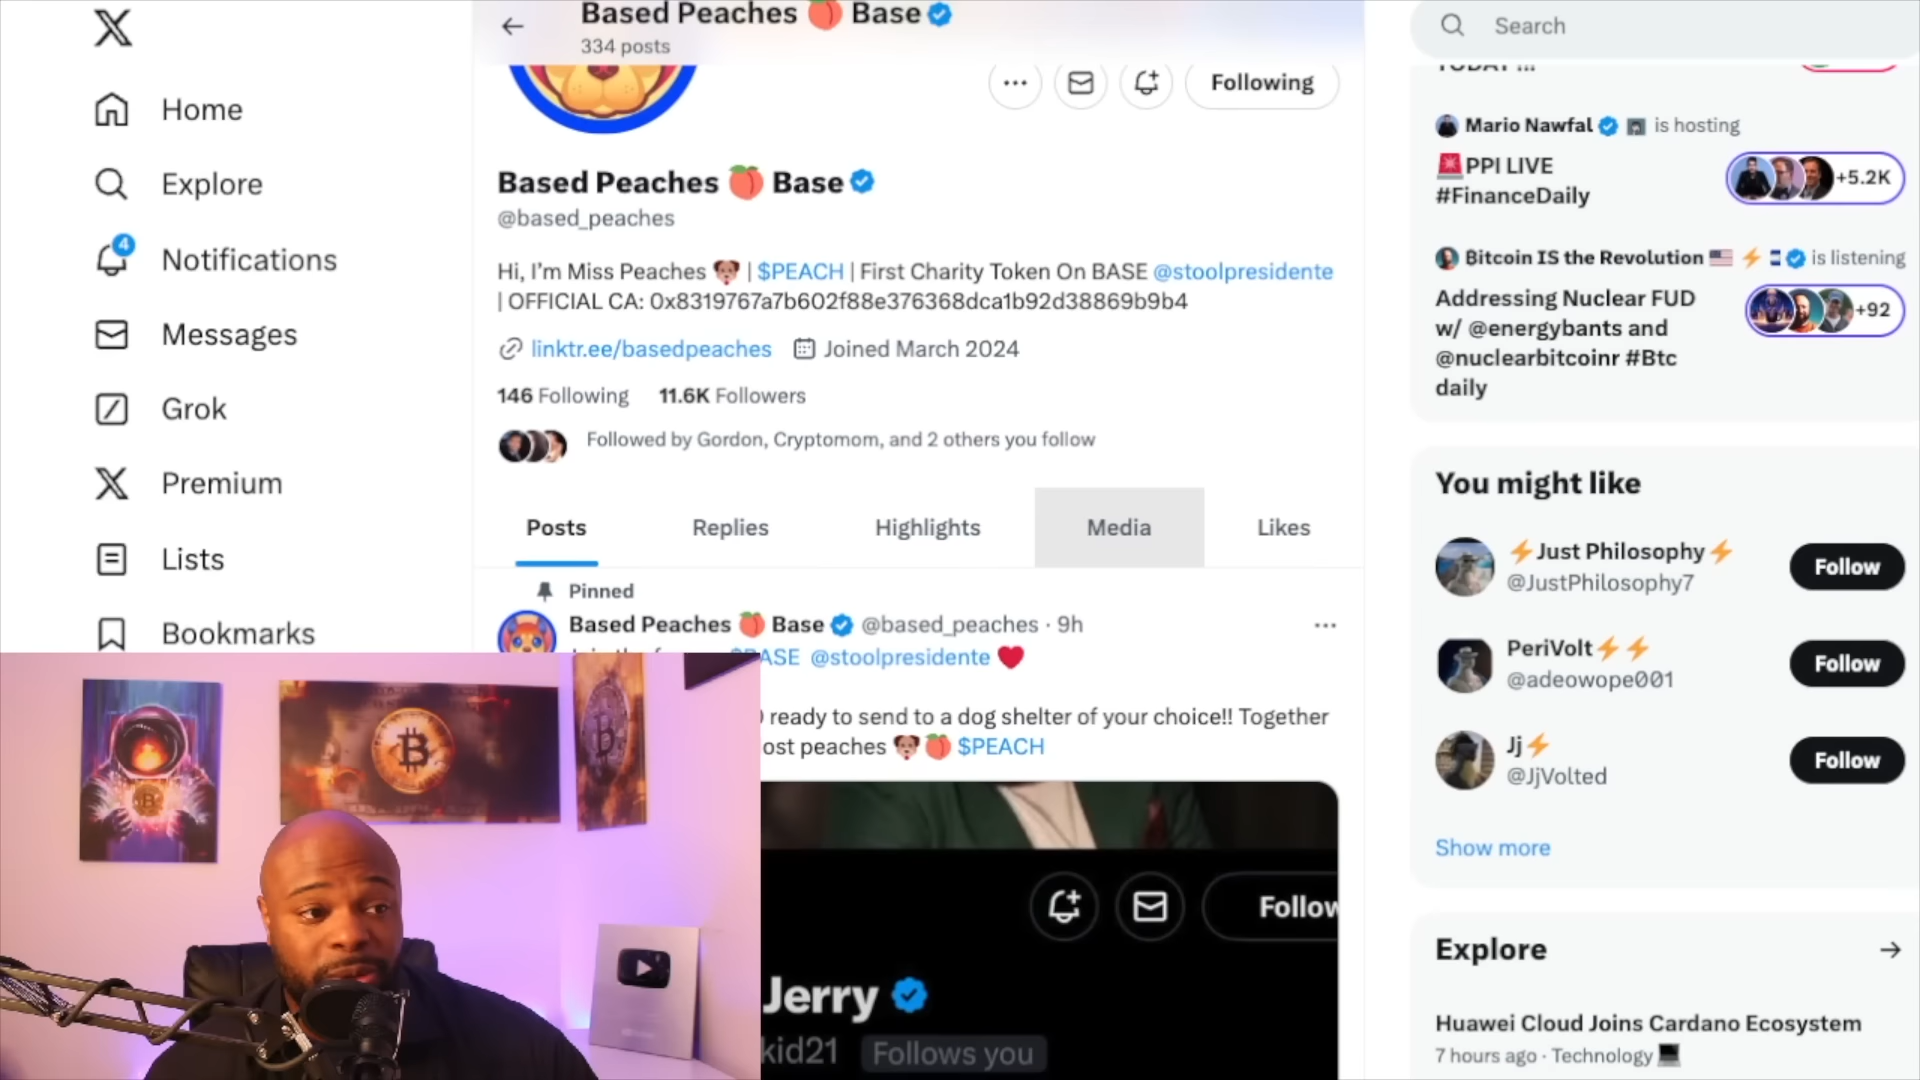 Home
Explore
4
Notifications
Messages
Grok
Premium
Lists
Bookmarks
Based Peaches 🍑 Base
334 posts
Following
Based Peaches 🍑 Base
@based_peaches
Hi, I'm Miss Peaches 🐶 | $PEACH | First Charity Token On BASE @stoolpresidente
| OFFICIAL CA: 0x8319767a7b602f88e376368dca1b92d38869b9b4
linktr.ee/basedpeaches Joined March 2024
146 Following 11.6K Followers
Followed by Gordon, Cryptomom, and 2 others you follow
Posts Replies Highlights Media Likes
Pinned
Based Peaches 🍑 Base @based_peaches · 9h
@stoolpresidente ❤️
ready to send to a dog shelter of your choice!! Together
ost peaches 🐶🍑 $PEACH
Follow
Jerry
kid21 Follows you
Search
TODAY ...
Mario Nawfal is hosting
🚨PPI LIVE
#FinanceDaily
+5.2K
Bitcoin IS the Revolution 🇺🇸 ⚡ is listening
Addressing Nuclear FUD
w/ @energybants and
@nuclearbitcoinr #Btc
daily
+92
You might like
⚡Just Philosophy⚡
@JustPhilosophy7
Follow
PeriVolt⚡⚡
@adeowope001
Follow
Jj⚡
@JjVolted
Follow
Show more
Explore
Huawei Cloud Joins Cardano Ecosystem
7 hours ago · Technology 💻